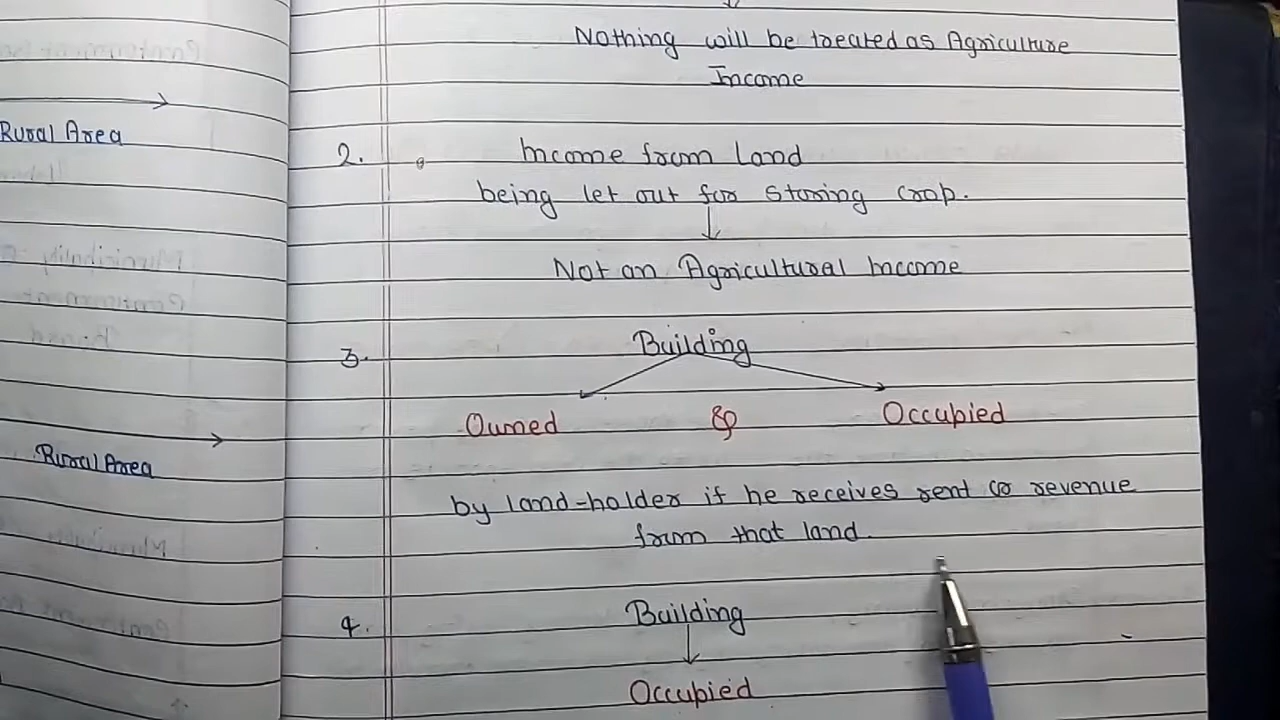 Nothing will be treated as Agriculture
Income
Rural Area
2. Income from Land
being let out for storing crop.
Not an Agricultural Income
3. Building
Owned & Occupied
Rural Area
by land-holder if he receives rent or revenue
from that land.
4. Building
Occupied